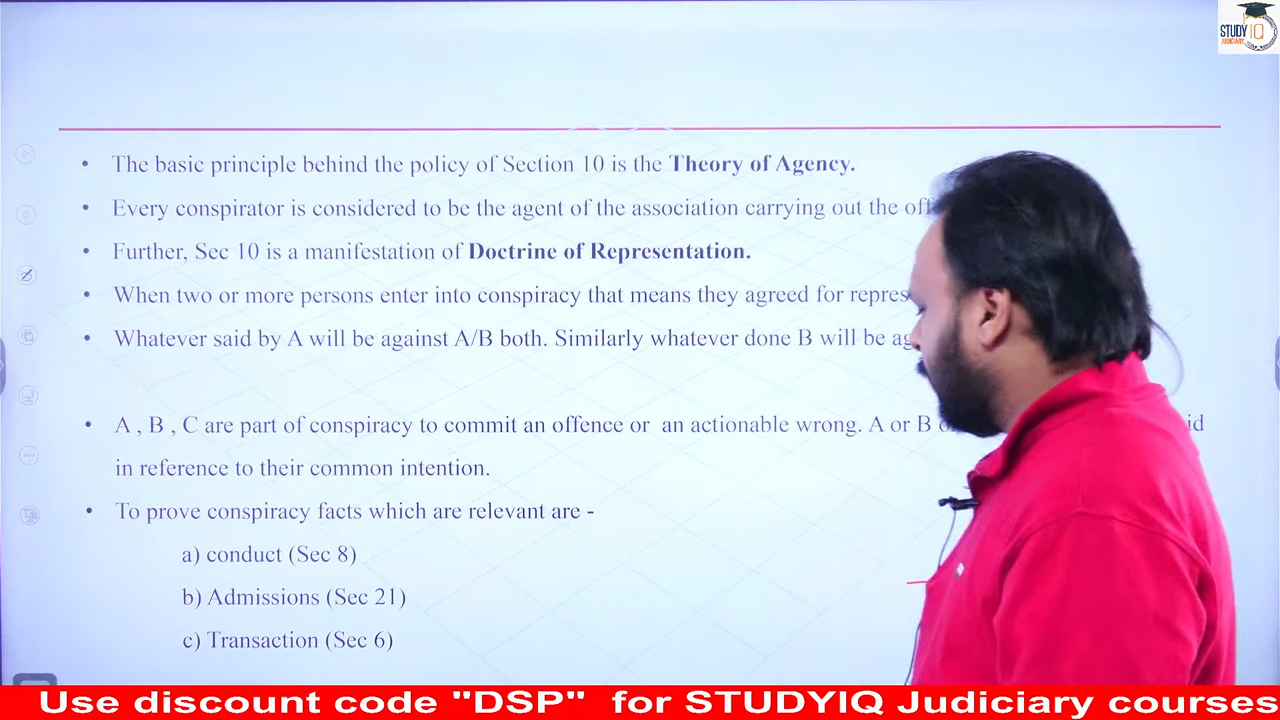 STUDY IQ
JUDICIARY
• The basic principle behind the policy of Section 10 is the Theory of Agency.
• Every conspirator is considered to be the agent of the association carrying out the
• Further, Sec 10 is a manifestation of Doctrine of Representation.
• When two or more persons enter into conspiracy that means they agreed for
• Whatever said by A will be against A/B both. Similarly whatever done B will be
• A , B , C are part of conspiracy to commit an offence or an actionable wrong. A or B
in reference to their common intention.
• To prove conspiracy facts which are relevant are -
a) conduct (Sec 8)
b) Admissions (Sec 21)
c) Transaction (Sec 6)
Use discount code "DSP" for STUDYIQ Judiciary courses